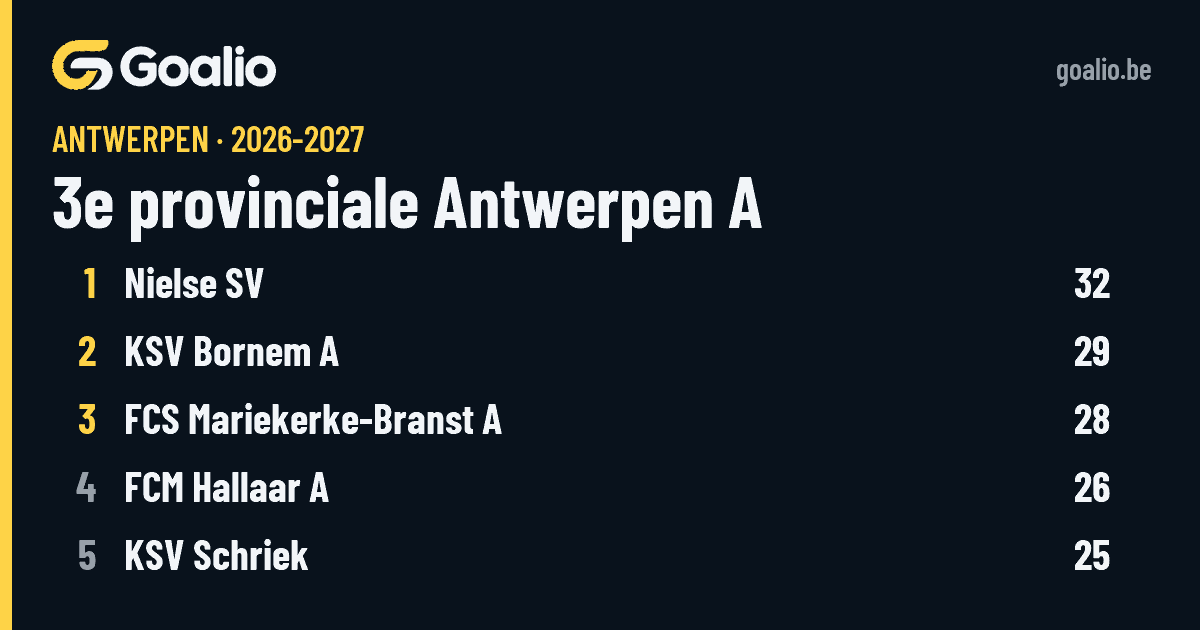 Goalio
goalio.be
ANTWERPEN · 2026-2027
3e provinciale Antwerpen A
1 Nielse SV 32
2 KSV Bornem A 29
3 FCS Mariekerke-Branst A 28
4 FCM Hallaar A 26
5 KSV Schriek 25